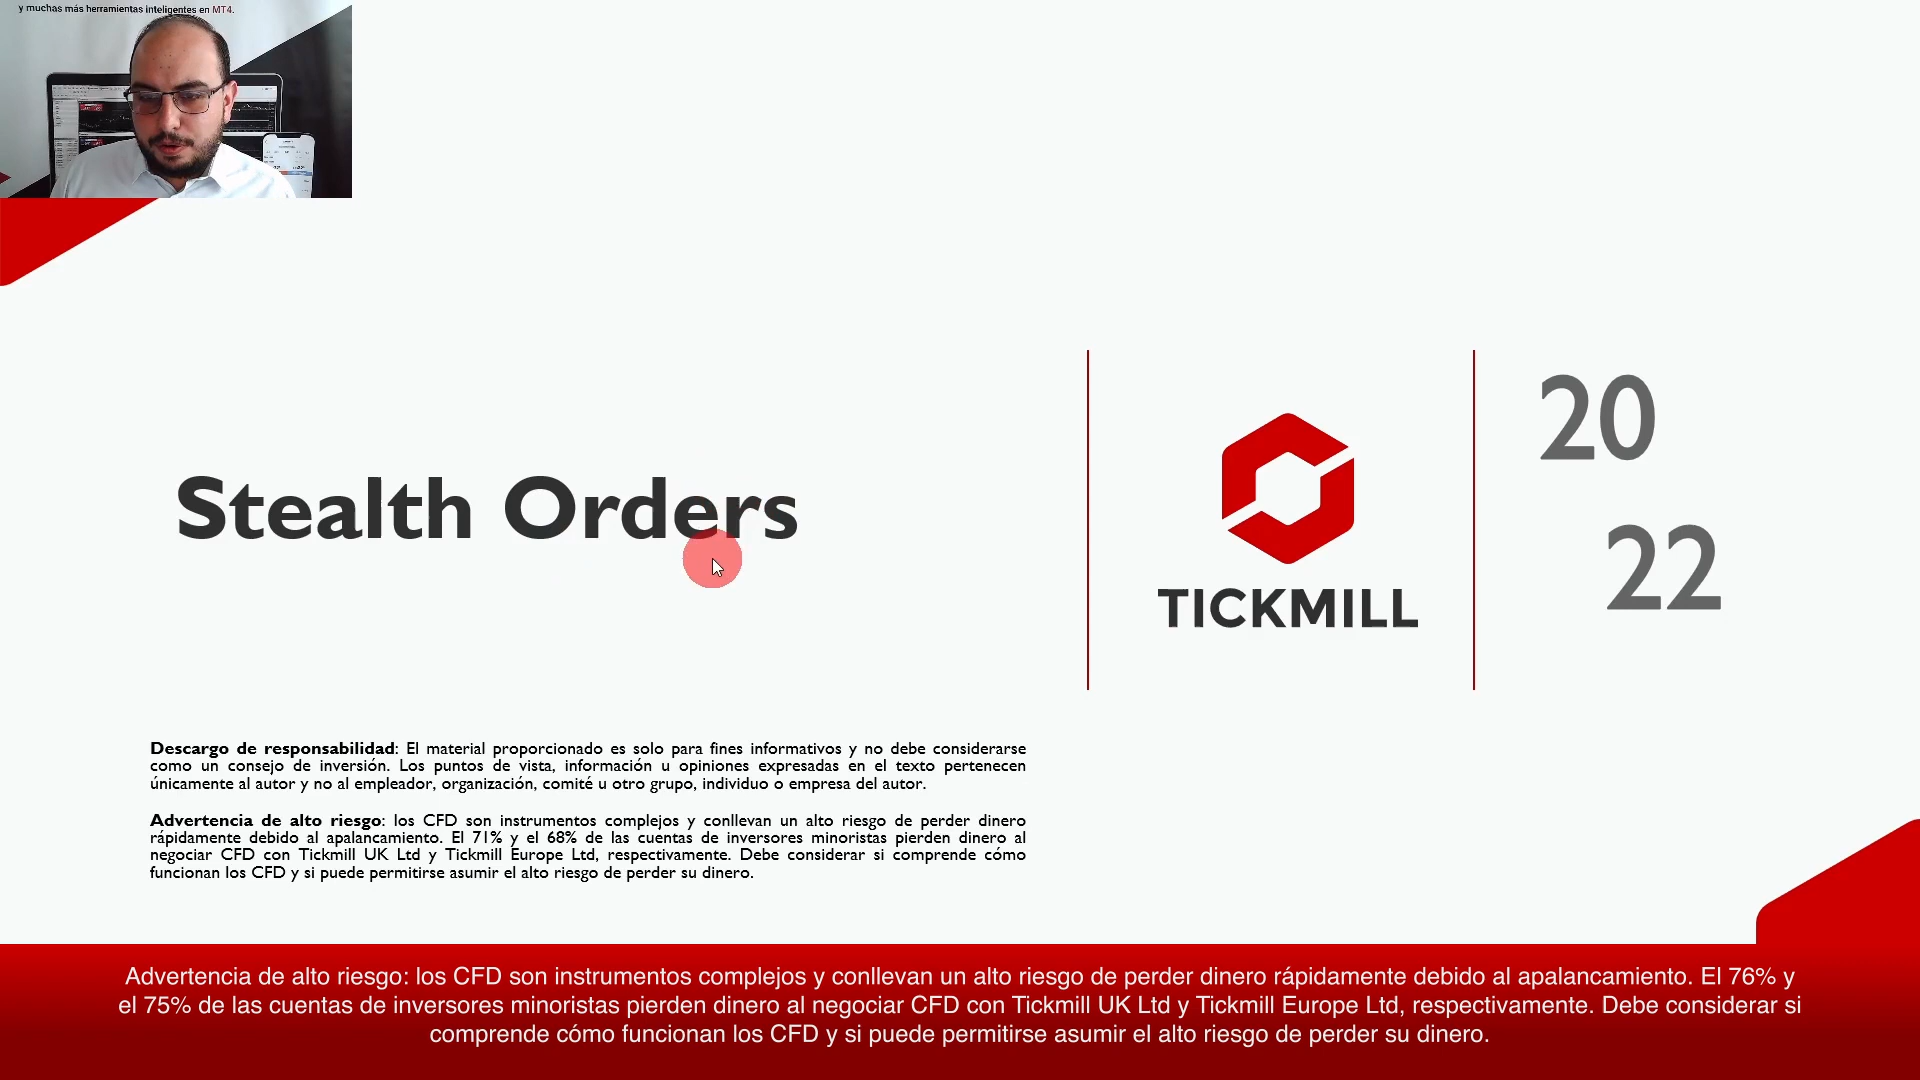 y muchas más herramientas inteligentes en MT4.
Stealth Orders
TICKMILL
20
22
Descargo de responsabilidad: El material proporcionado es solo para fines informativos y no debe considerarse
como un consejo de inversión. Los puntos de vista, información u opiniones expresadas en el texto pertenecen
únicamente al autor y no al empleador, organización, comité u otro grupo, individuo o empresa del autor.
Advertencia de alto riesgo: los CFD son instrumentos complejos y conllevan un alto riesgo de perder dinero
rápidamente debido al apalancamiento. El 71% y el 68% de las cuentas de inversores minoristas pierden dinero al
negociar CFD con Tickmill UK Ltd y Tickmill Europe Ltd, respectivamente. Debe considerar si comprende cómo
funcionan los CFD y si puede permitirse asumir el alto riesgo de perder su dinero.
Advertencia de alto riesgo: los CFD son instrumentos complejos y conllevan un alto riesgo de perder dinero rápidamente debido al apalancamiento. El 76% y
el 75% de las cuentas de inversores minoristas pierden dinero al negociar CFD con Tickmill UK Ltd y Tickmill Europe Ltd, respectivamente. Debe considerar si
comprende cómo funcionan los CFD y si puede permitirse asumir el alto riesgo de perder su dinero.